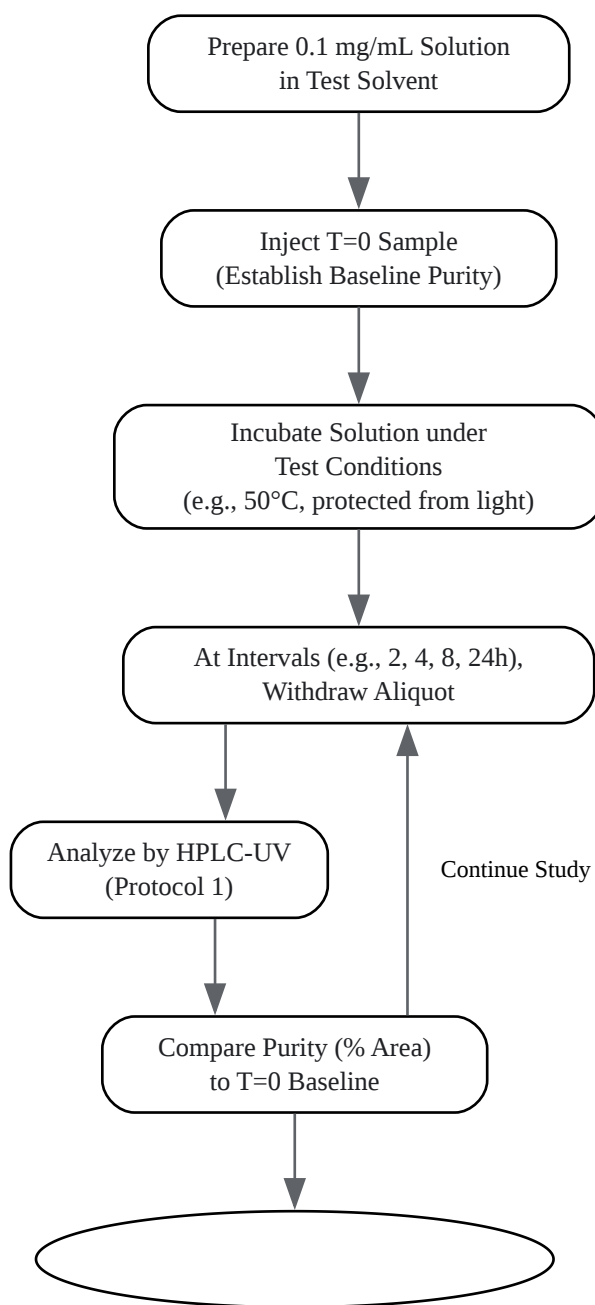 Prepare 0.1 mg/mL Solution
in Test Solvent
Inject T=0 Sample
(Establish Baseline Purity)
Incubate Solution under
Test Conditions
(e.g., 50°C, protected from light)
At Intervals (e.g., 2, 4, 8, 24h),
Withdraw Aliquot
Analyze by HPLC-UV
(Protocol 1)
Continue Study
Compare Purity (% Area)
to T=0 Baseline